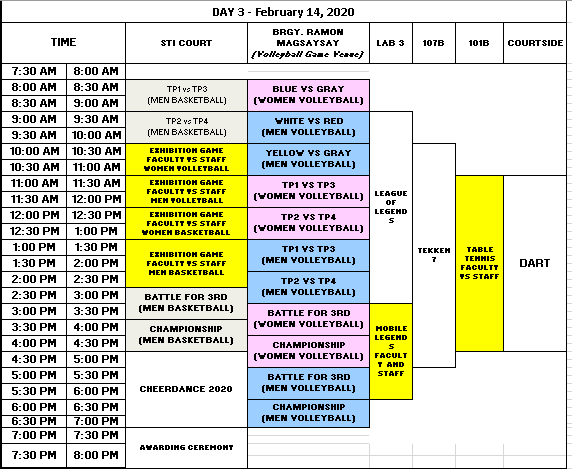 DAY 3 - February 14, 2020
TIME
STI COURT
BRGY. RAMON
MAGSAYSAY
(Volleyball Game Venue)
LAB 3
107B
101B
COURTSIDE
7:30 AM 8:00 AM
8:00 AM 8:30 AM
8:30 AM 9:00 AM
9:00 AM 9:30 AM
9:30 AM 10:00 AM
10:00 AM 10:30 AM
10:30 AM 11:00 AM
11:00 AM 11:30 AM
11:30 AM 12:00 PM
12:00 PM 12:30 PM
12:30 PM 1:00 PM
1:00 PM 1:30 PM
1:30 PM 2:00 PM
2:00 PM 2:30 PM
2:30 PM 3:00 PM
3:00 PM 3:30 PM
3:30 PM 4:00 PM
4:00 PM 4:30 PM
4:30 PM 5:00 PM
5:00 PM 5:30 PM
5:30 PM 6:00 PM
6:00 PM 6:30 PM
6:30 PM 7:00 PM
7:00 PM 7:30 PM
7:30 PM 8:00 PM
TP1 vs TP3
(MEN BASKETBALL)
TP2 vs TP4
(MEN BASKETBALL)
EXHIBITION GAME
FACULTY VS STAFF
WOMEN VOLLEYBALL
EXHIBITION GAME
FACULTY VS STAFF
MEN VOLLEYBALL
EXHIBITION GAME
FACULTY VS STAFF
WOMEN BASKETBALL
EXHIBITION GAME
FACULTY VS STAFF
MEN BASKETBALL
BATTLE FOR 3RD
(MEN BASKETBALL)
CHAMPIONSHIP
(MEN BASKETBALL)
CHEERDANCE 2020
AWARDING CEREMONY
BLUE VS GRAY
(WOMEN VOLLEYBALL)
WHITE VS RED
(MEN VOLLEYBALL)
YELLOW VS GRAY
(MEN VOLLEYBALL)
TP1 VS TP3
(WOMEN VOLLEYBALL)
TP2 VS TP4
(WOMEN VOLLEYBALL)
TP1 VS TP3
(MEN VOLLEYBALL)
TP2 VS TP4
(MEN VOLLEYBALL)
BATTLE FOR 3RD
(WOMEN VOLLEYBALL)
CHAMPIONSHIP
(WOMEN VOLLEYBALL)
BATTLE FOR 3RD
(MEN VOLLEYBALL)
CHAMPIONSHIP
(MEN VOLLEYBALL)
LEAGUE
OF
LEGEND
S
MOBILE
LEGEND
S
FACULT
Y AND
STAFF
TEKKEN
7
TABLE
TENNIS
FACULTY
VS STAFF
DART